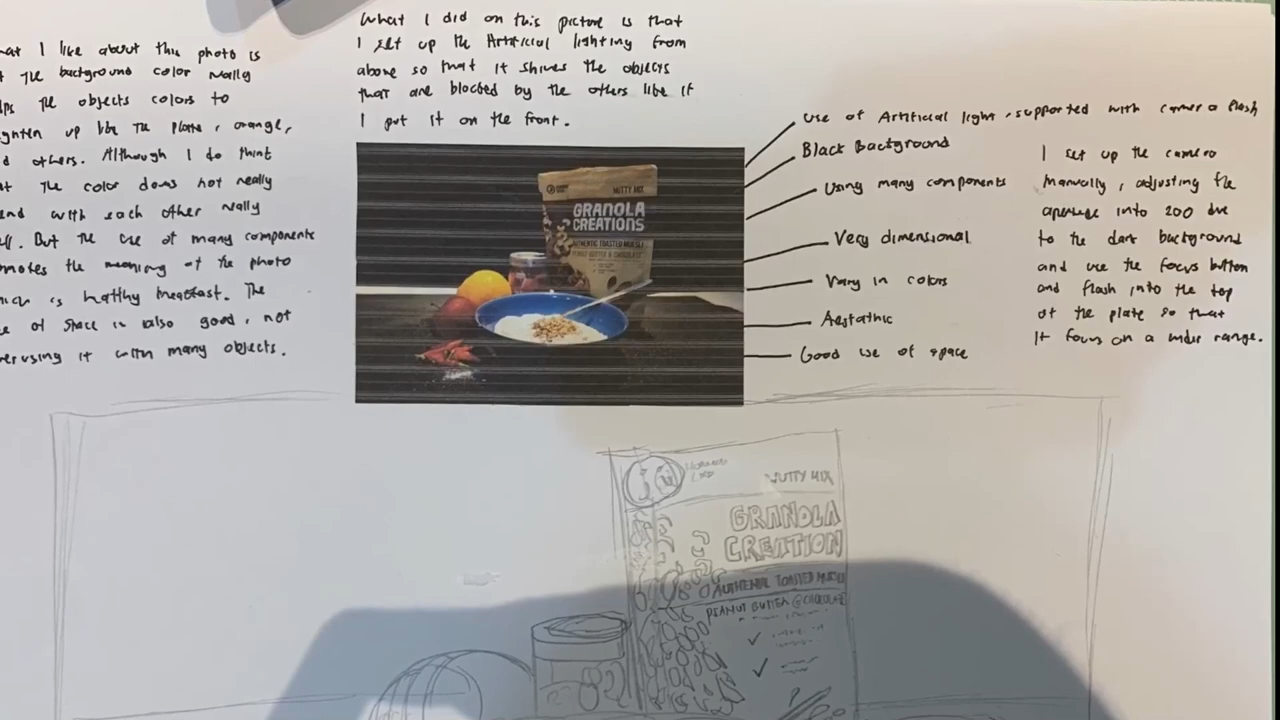 What I did on this picture is that
I set up the Artificial lighting from
above so that it shines the objects
that are blocked by the others like if
I put it on the front.
hat I like about this photo is
t The background color really
lps The objects colors to
ighten up like The Plate, orange,
d others. Although I do think
at The color does not really
end with each other really
ell. But the use of many components
omotes the meaning of the photo
hich is healthy breakfast. The
e of Space is also good, not
ver using it with many objects.
NUTTY MIX
GRANOLA
CREATIONS
AUTHENTIC TOASTED MUESLI
PEANUT BUTTER & CHOCOLATE
Use of Artificial light, supported with camera flash
Black Background
Using many components
Very dimensional
Vary in colors
Aestathic
Good use of space
I set up the camera
manually, adjusting the
aperture into 200 due
to the dark background
and use the focus button
and flash into the top
of the plate so that
it focus on a wider range.
NUTTY MIX
GRANOLA
CREATION
AUTHENTIC TOASTED MUESLI
PEANUT BUTTER @CHOCOLATE